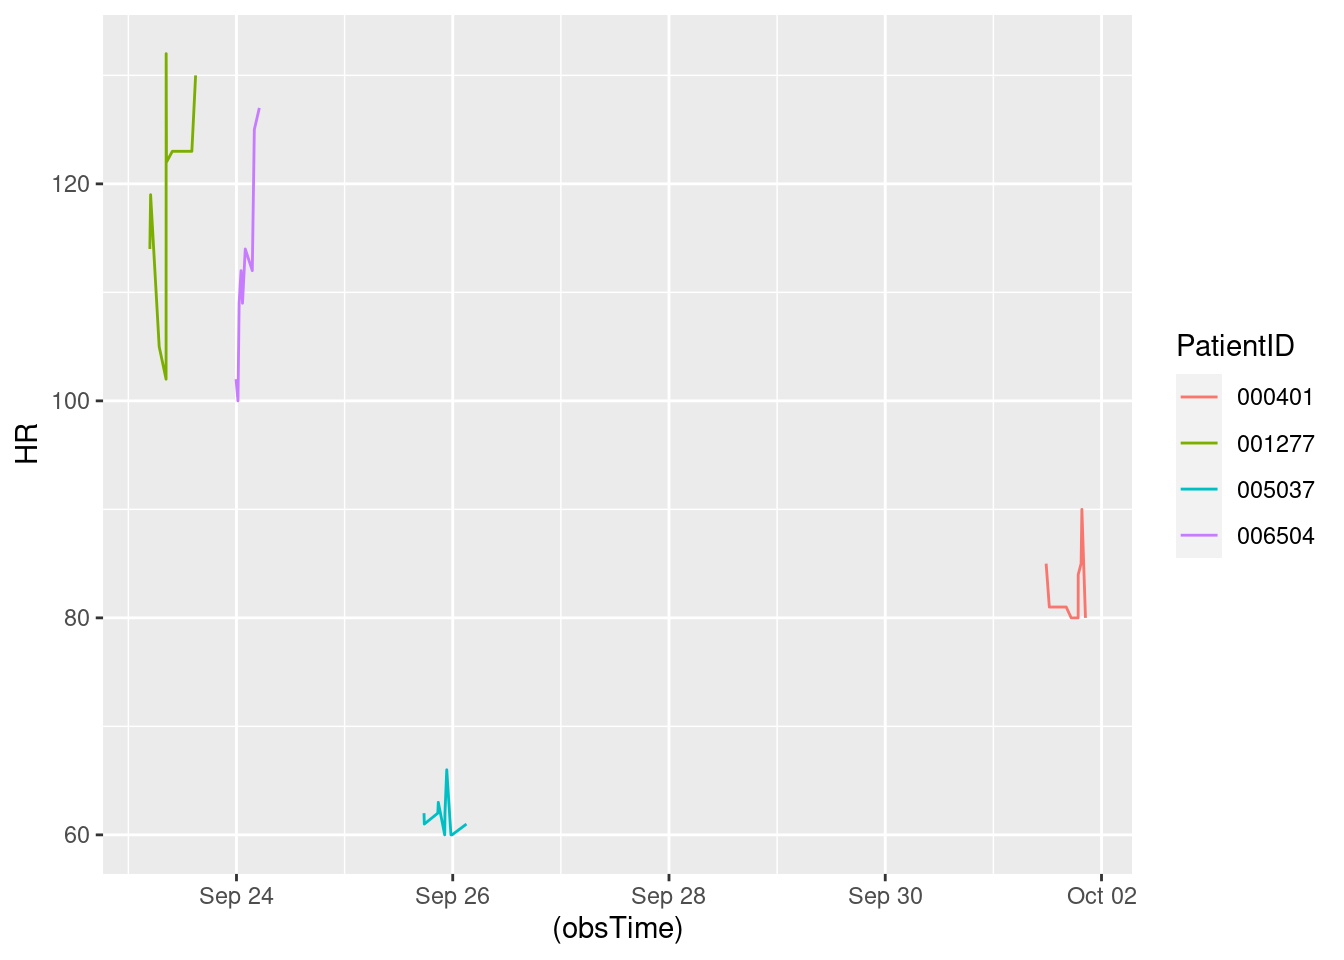 HR
120
100
80
60
Sep 24
Sep 26
Sep 28
Sep 30
Oct 02
(obsTime)
PatientID
000401
001277
005037
006504